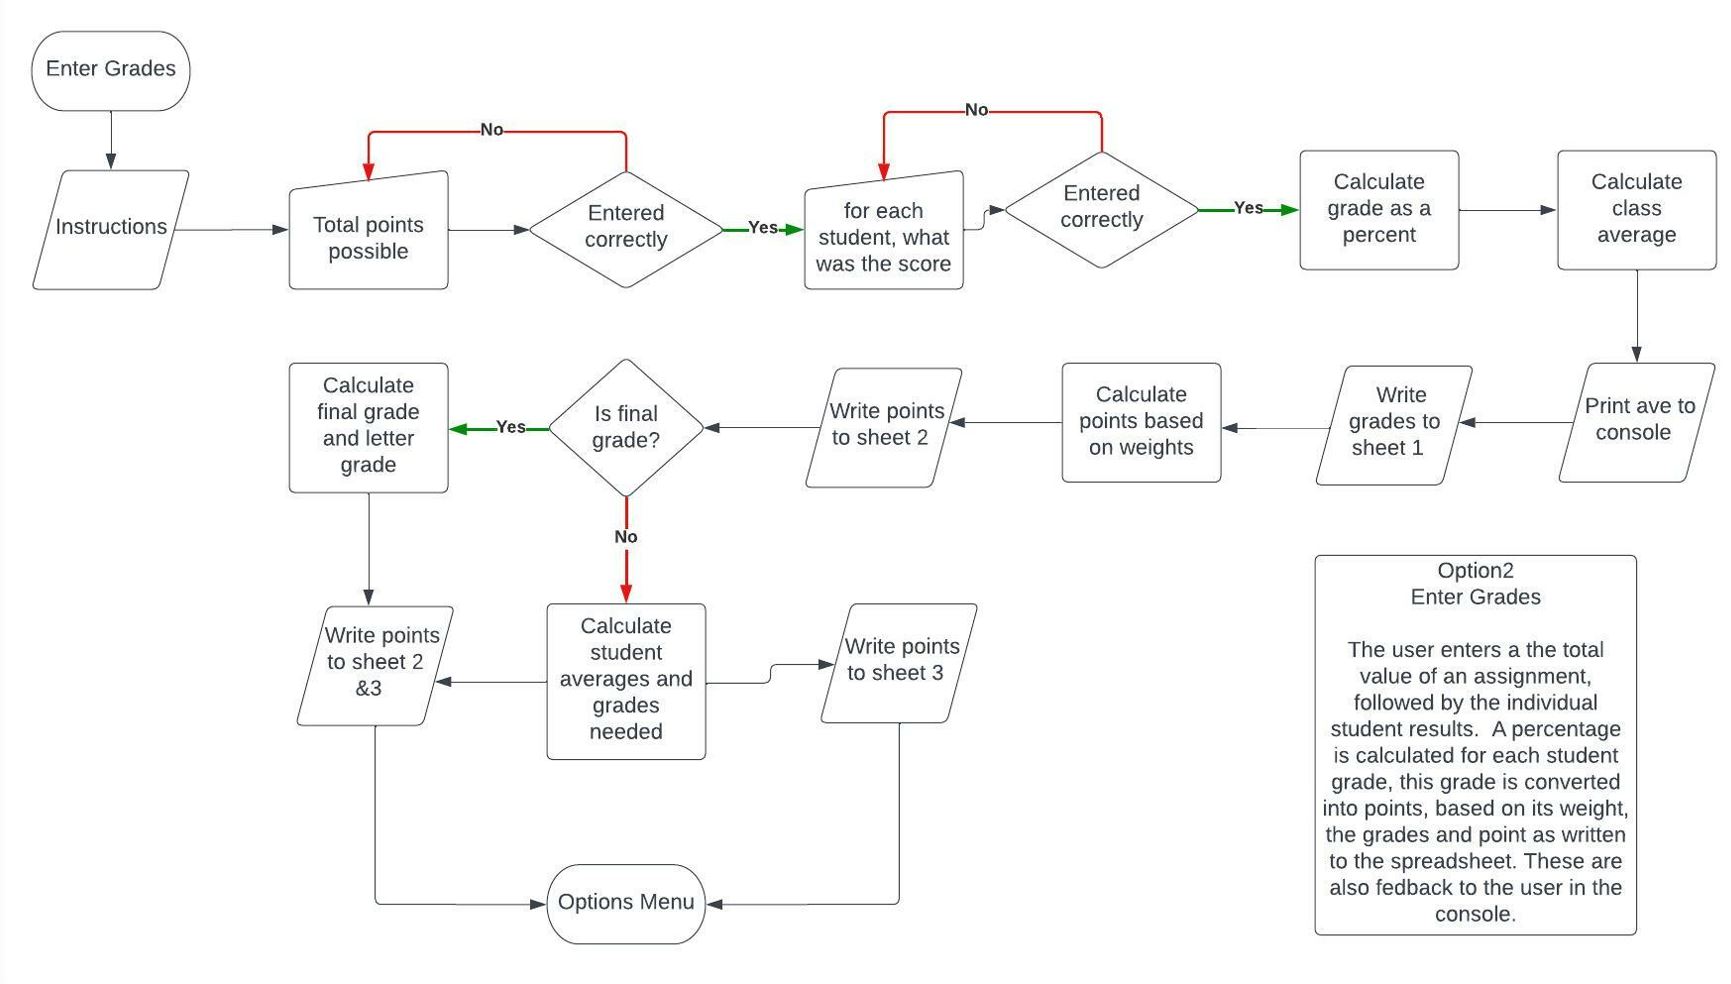 Enter Grades
Instructions
No
Total points
possible
Entered
correctly
Yes
No
for each
student, what
was the score
Entered
correctly
Yes
Calculate
grade as a
percent
Calculate
class
average
Print ave to
console
Write
grades to
sheet 1
Calculate
points based
on weights
Write points
to sheet 2
Is final
grade?
Yes
Calculate
final grade
and letter
grade
No
Write points
to sheet 2
&3
Calculate
student
averages and
grades
needed
Write points
to sheet 3
Options Menu
Option2
Enter Grades
The user enters a the total
value of an assignment,
followed by the individual
student results.  A percentage
is calculated for each student
grade, this grade is converted
into points, based on its weight,
the grades and point as written
to the spreadsheet. These are
also fedback to the user in the
console.